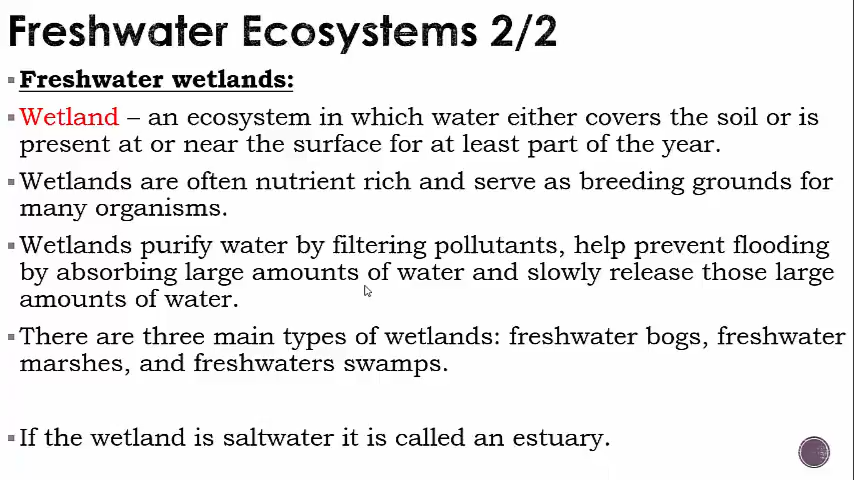 Freshwater Ecosystems 2/2
Freshwater wetlands:
Wetland – an ecosystem in which water either covers the soil or is
present at or near the surface for at least part of the year.
Wetlands are often nutrient rich and serve as breeding grounds for
many organisms.
Wetlands purify water by filtering pollutants, help prevent flooding
by absorbing large amounts of water and slowly release those large
amounts of water.
There are three main types of wetlands: freshwater bogs, freshwater
marshes, and freshwaters swamps.
If the wetland is saltwater it is called an estuary.